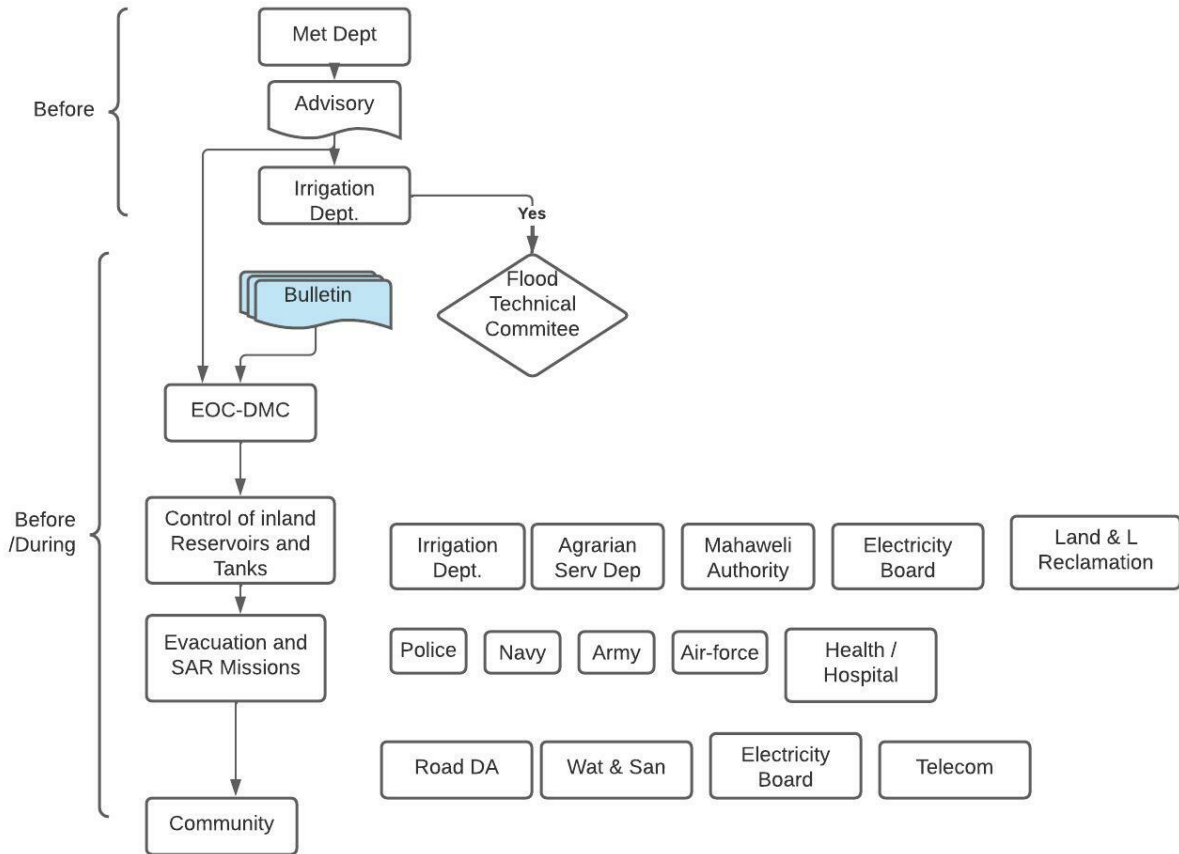 Met Dept
Before
Advisory
Irrigation
Dept.
Yes
Bulletin
Flood
Technical
Commitee
EOC-DMC
Before
/During
Control of inland
Reservoirs and
Tanks
Irrigation
Dept.
Agrarian
Serv Dep
Mahaweli
Authority
Electricity
Board
Land & L
Reclamation
Evacuation and
SAR Missions
Police
Navy
Army
Air-force
Health /
Hospital
Road DA
Wat & San
Electricity
Board
Telecom
Community